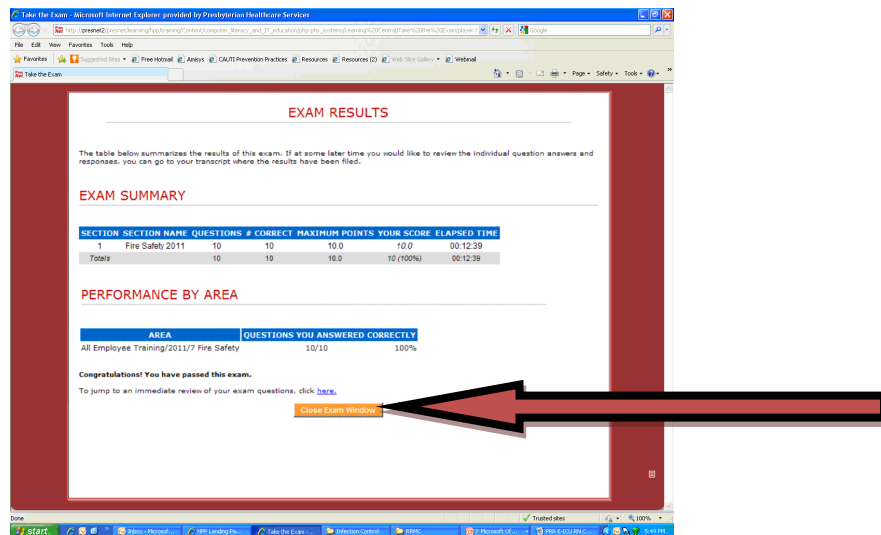 Take the Exam - Microsoft Internet Explorer provided by Presbyterian Healthcare Services
Google
File Edit View Favorites Tools Help
Favorites Suggested Sites Free Hotmail Amisys CAUTI Prevention Practices Resources Resources (2) Web Slice Gallery Webmail
Take the Exam Page Safety Tools
EXAM RESULTS
The table below summarizes the results of this exam. If at some later time you would like to review the individual question answers and
responses, you can go to your transcript where the results have been filed.
EXAM SUMMARY
SECTION SECTION NAME QUESTIONS # CORRECT MAXIMUM POINTS YOUR SCORE ELAPSED TIME
1 Fire Safety 2011 10 10 10.0 10.0 00:12:39
Totals 10 10 10.0 10 (100%) 00:12:39
PERFORMANCE BY AREA
AREA QUESTIONS YOU ANSWERED CORRECTLY
All Employee Training/2011/7 Fire Safety 10/10 100%
Congratulations! You have passed this exam.
To jump to an immediate review of your exam questions, click here.
Close Exam Window
Done Trusted sites 100%
start Inbox - Microsof... HPP Landing Pa... Take the Exam -... Infection Control RRMC 2 Microsoft Of... PRR E-ICU RN C... 5:49 PM